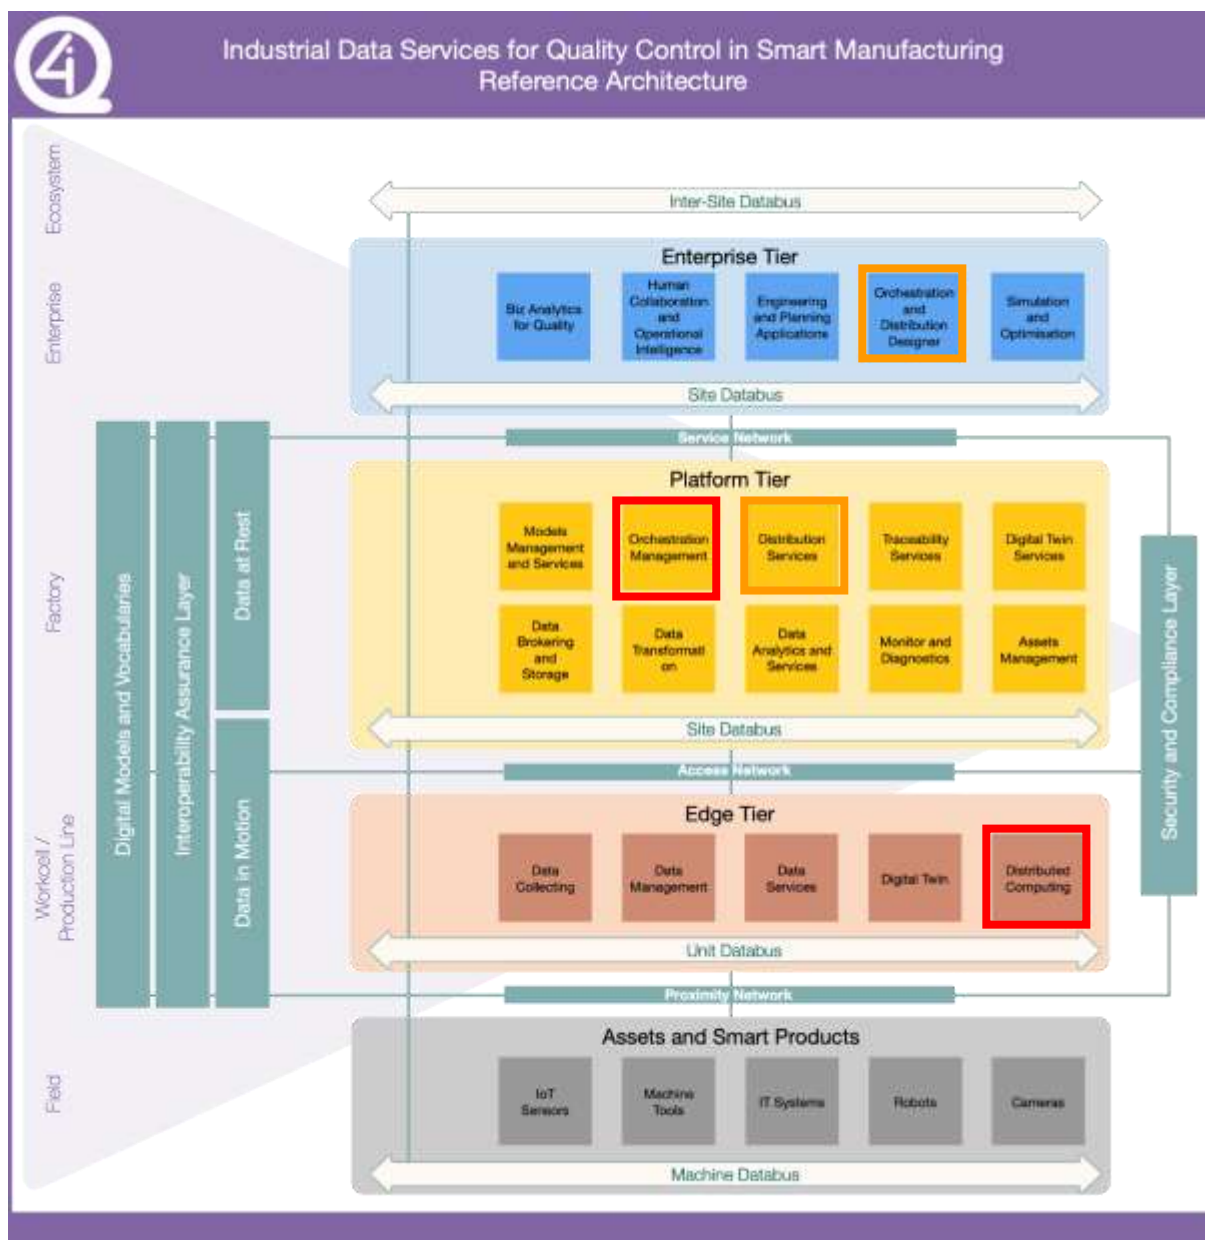 4i
Industrial Data Services for Quality Control in Smart Manufacturing
Reference Architecture
Ecosystem
Inter-Site Databus
Enterprise
Enterprise Tier
Biz Analytics
for Quality
Human
Collaboration
and
Operational
Intelligence
Engineering
and Planning
Applications
Orchestration
and
Distribution
Designer
Simulation
and
Optimisation
Site Databus
Service Network
Digital Models and Vocabularies
Interoperability Assurance Layer
Data at Rest
Data in Motion
Security and Compliance Layer
Factory
Platform Tier
Models
Management
and Services
Orchestration
Management
Distribution
Services
Traceability
Services
Digital Twin
Services
Data
Brokering
and
Storage
Data
Transformati
on
Data
Analytics and
Services
Monitor and
Diagnostics
Assets
Management
Site Databus
Access Network
Workcell /
Production Line
Edge Tier
Data
Collecting
Data
Management
Data
Services
Digital Twin
Distributed
Computing
Unit Databus
Proximity Network
Field
Assets and Smart Products
IoT
Sensors
Machine
Tools
IT Systems
Robots
Cameras
Machine Databus